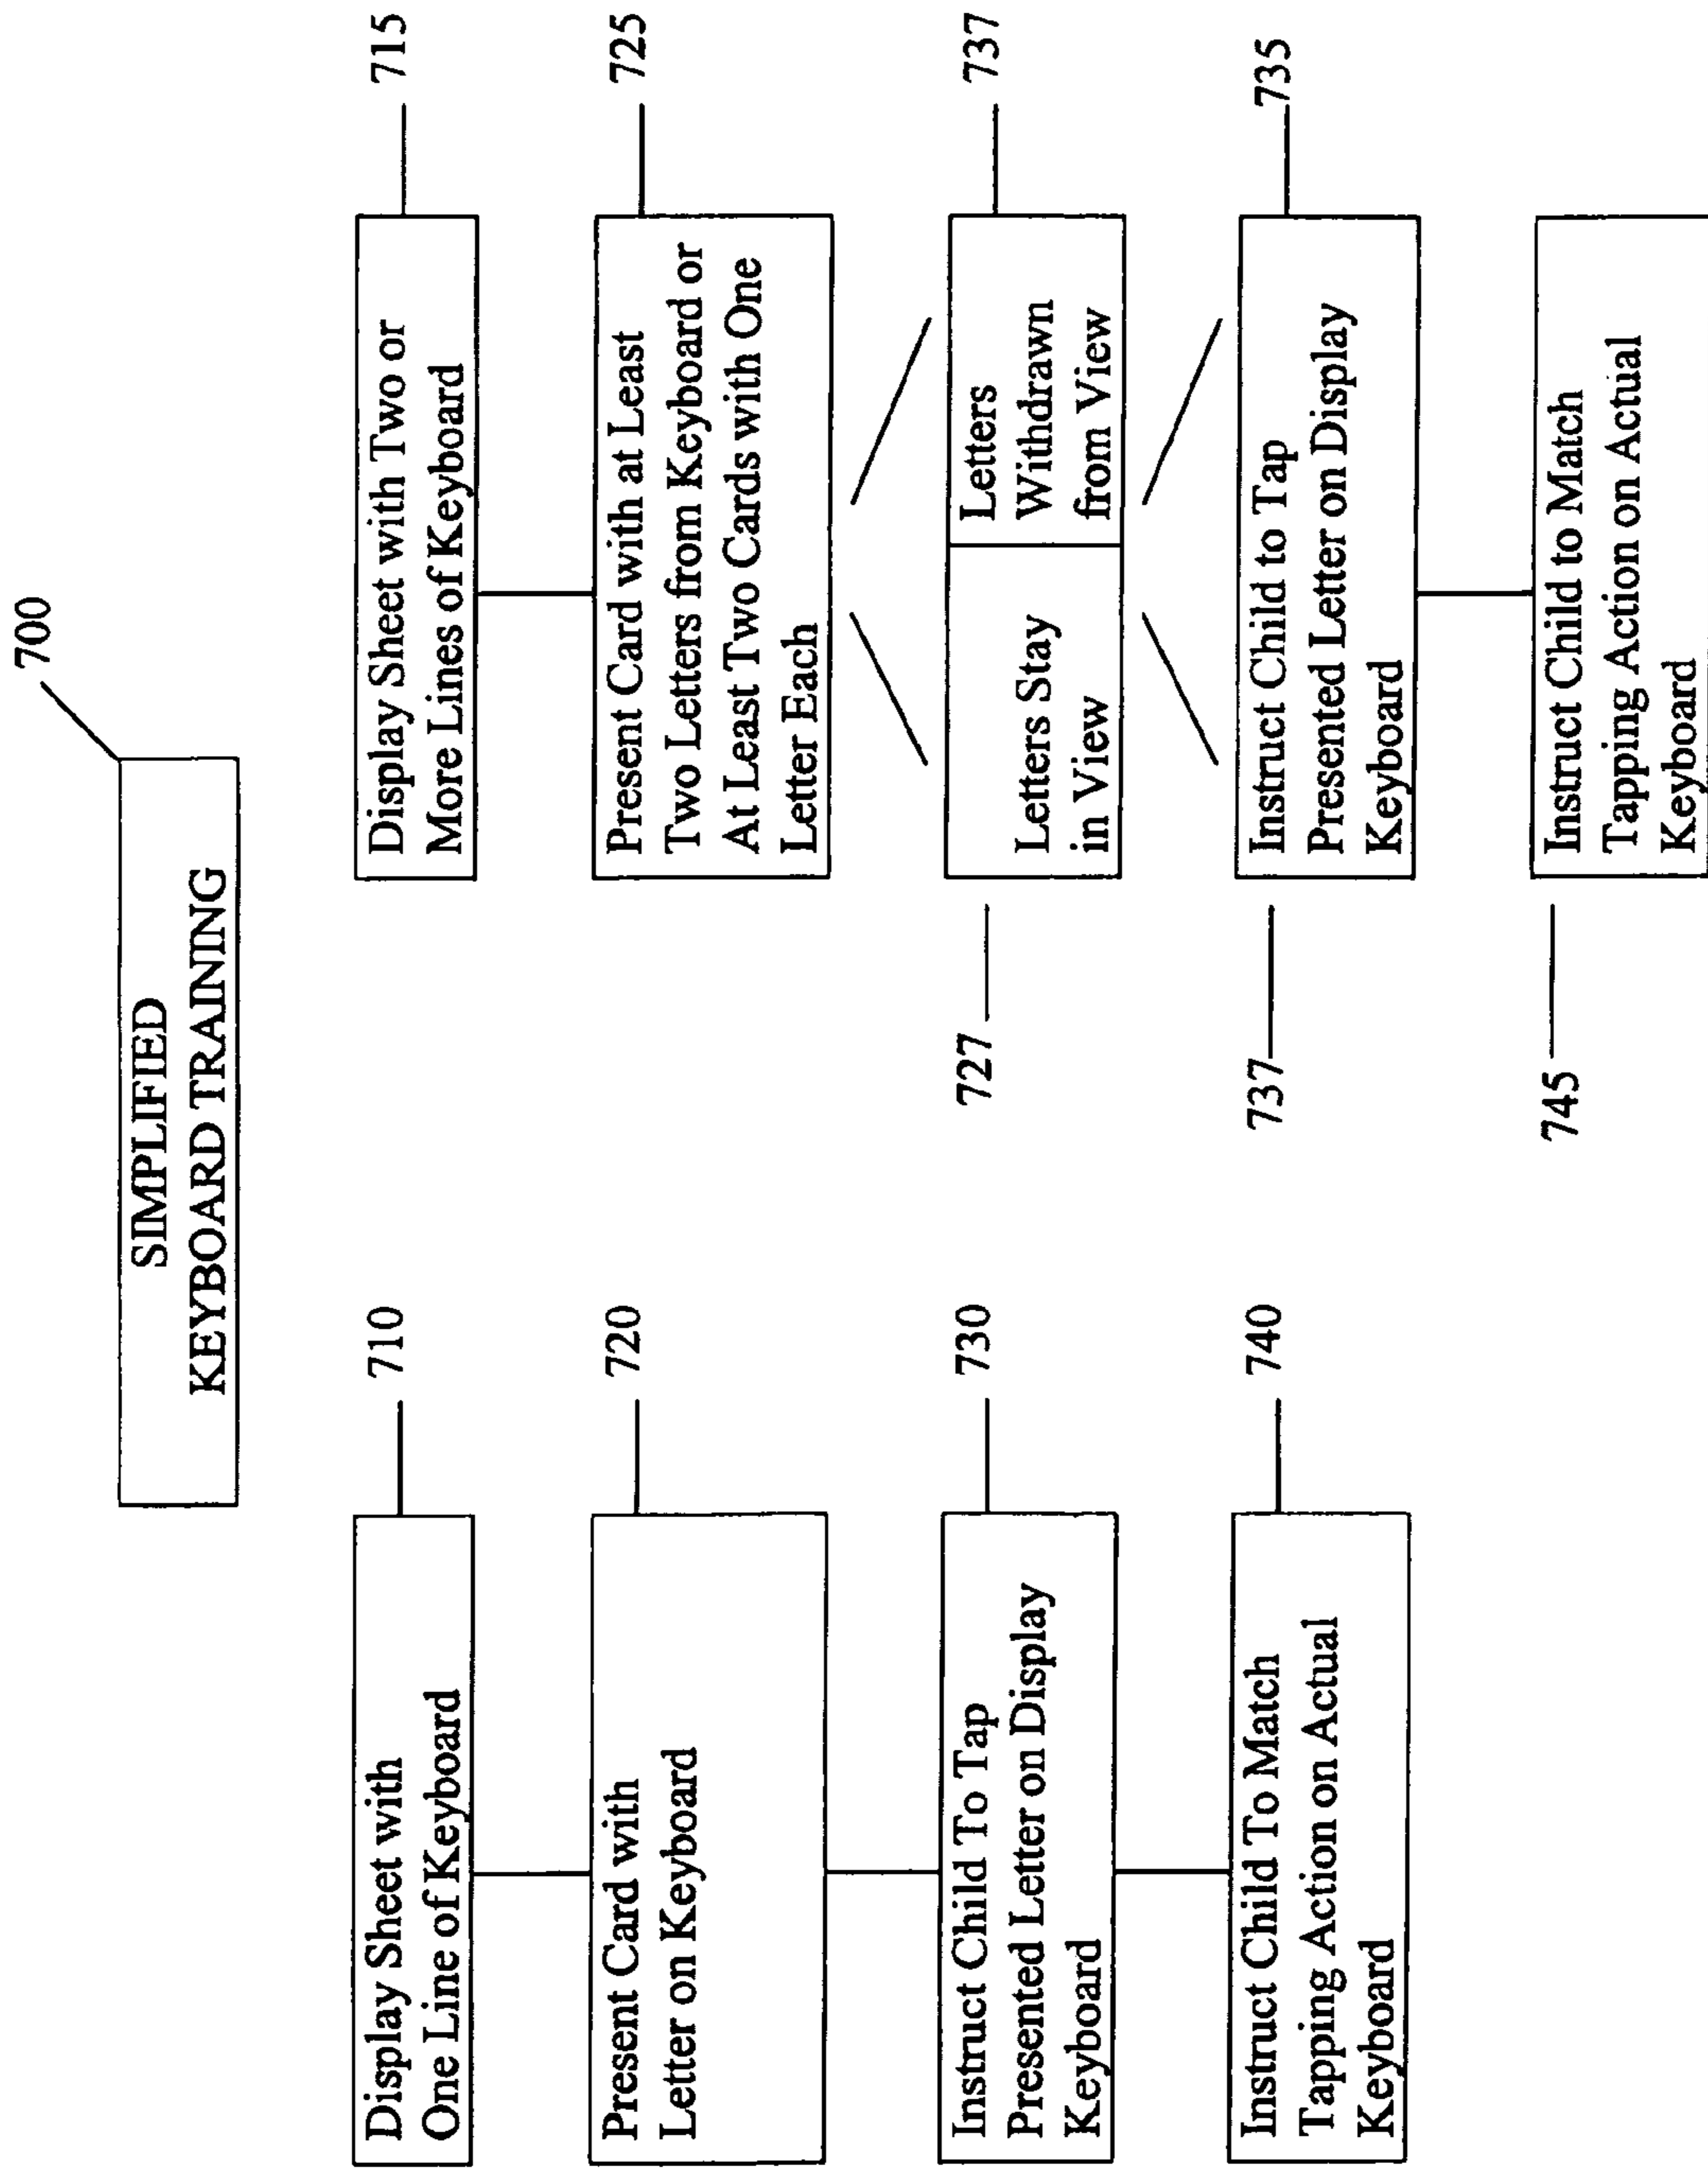 700
SIMPLIFIED
KEYBOARD TRAINING
Display Sheet with
One Line of Keyboard
710
Present Card with
Letter on Keyboard
720
Instruct Child To Tap
Presented Letter on Display
Keyboard
730
Instruct Child To Match
Tapping Action on Actual
Keyboard
740
Display Sheet with Two or
More Lines of Keyboard
715
Present Card with at Least
Two Letters from Keyboard or
At Least Two Cards with One
Letter Each
725
727
Letters Stay
in View
Letters
Withdrawn
from View
737
737
Instruct Child to Tap
Presented Letter on Display
Keyboard
735
745
Instruct Child to Match
Tapping Action on Actual
Keyboard